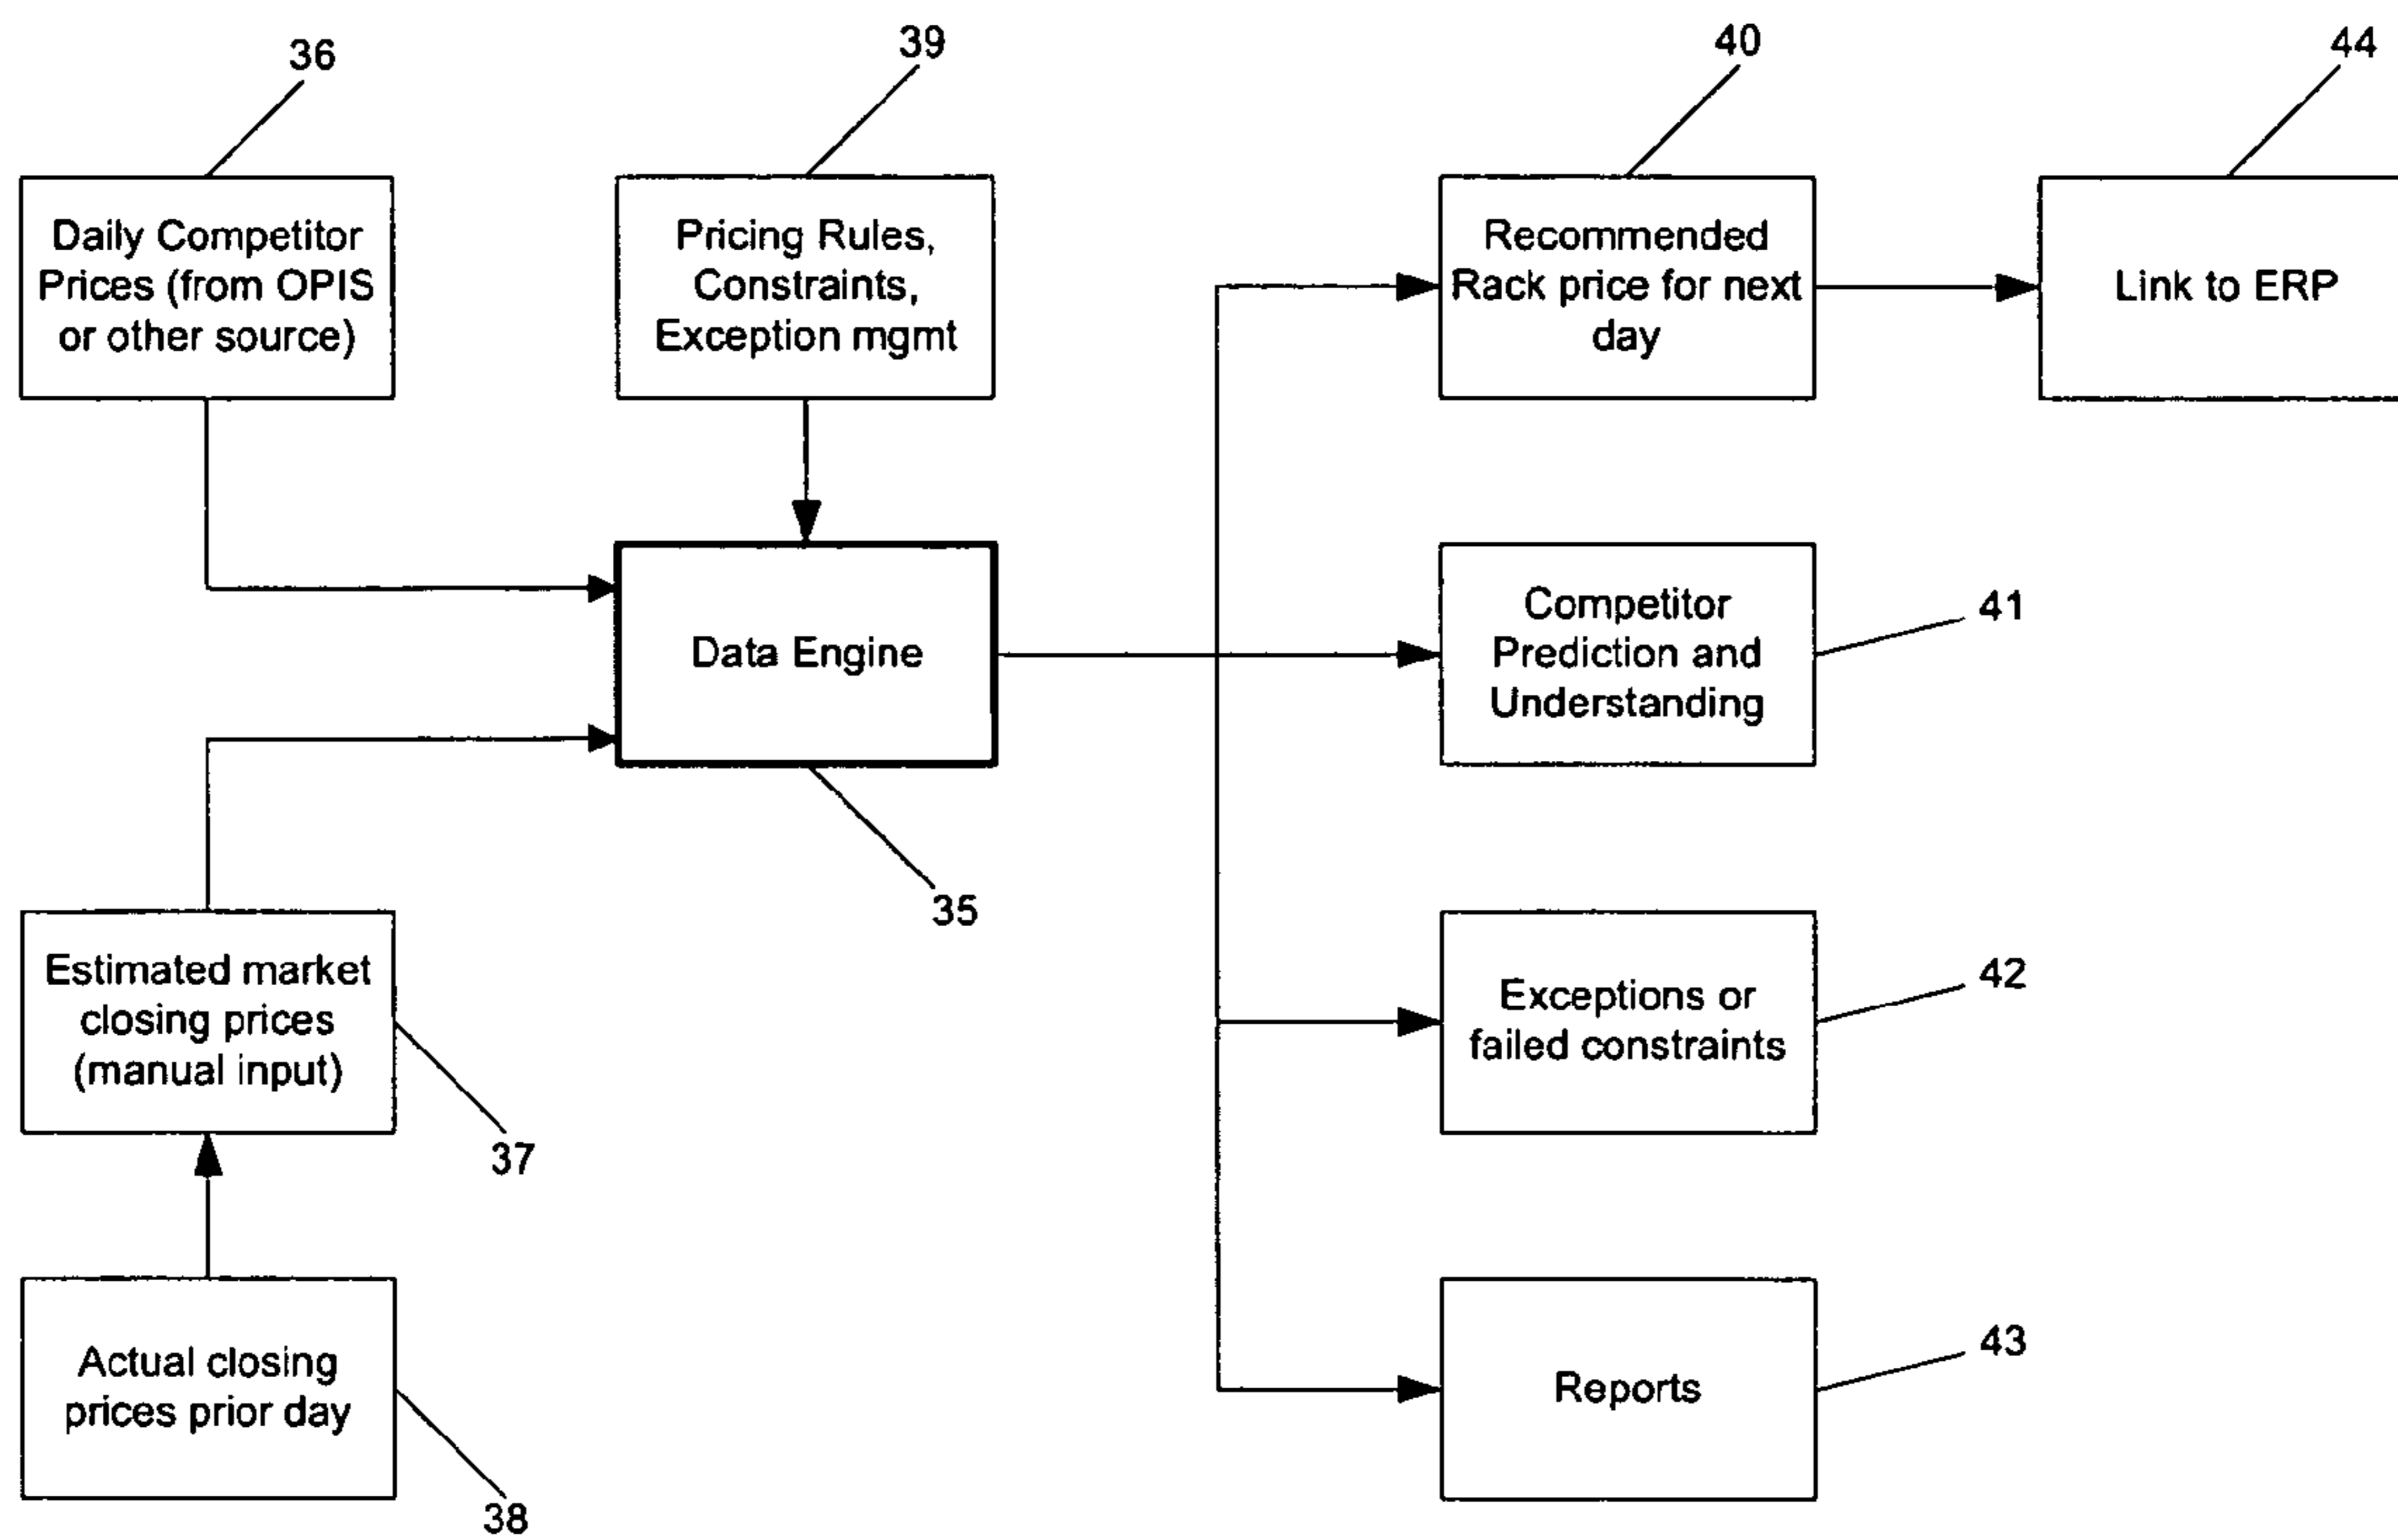 36
39
40
44
Daily Competitor
Prices (from OPIS
or other source)
Pricing Rules,
Constraints,
Exception mgmt
Recommended
Rack price for next
day
Link to ERP
Data Engine
35
Competitor
Prediction and
Understanding
41
Estimated market
closing prices
(manual input)
37
Exceptions or
failed constraints
42
Actual closing
prices prior day
38
Reports
43